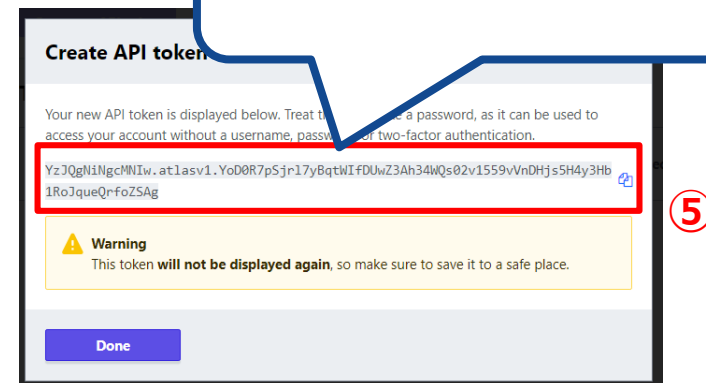 Create API token
Your new API token is displayed below. Treat a password, as it can be used to
access your account without a username, two-factor authentication.
YzJQgNiNgcMNIw.atlasv1.YoD0R7pSjrl7yBqtWIfDUwZ3Ah34WQs02v1559vVnDHjs5H4y3Hb
1RoJqueQrfoZSAg
⑤
Warning
This token will not be displayed again, so make sure to save it to a safe place.
Done